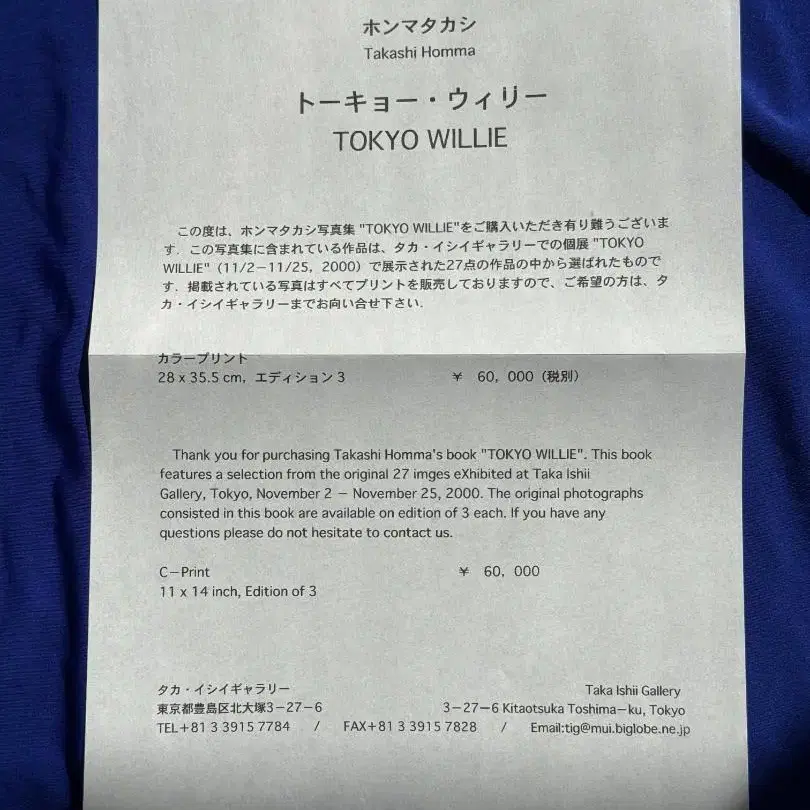 ホンマタカシ
Takashi Homma
トーキョー・ウィリー
TOKYO WILLIE
この度は、ホンマタカシ写真集 "TOKYO WILLIE"をご購入いただき有り難うございま
す．この写真集に含まれている作品は、タカ・イシイギャラリーでの個展 "TOKYO
WILLIE"（11/2－11/25，2000）で展示された27点の作品の中から選ばれたもので
す．掲載されている写真はすべてプリントを販売しておりますので、ご希望の方は、タ
カ・イシイギャラリーまでお向い合せ下さい．
カラープリント
28 x 35.5 cm，エディション 3 ￥ 60，000（税別）
Thank you for purchasing Takashi Homma's book "TOKYO WILLIE". This book
features a selection from the original 27 imges eXhibited at Taka Ishii
Gallery, Tokyo, November 2 － November 25, 2000. The original photographs
consisted in this book are available on edition of 3 each. If you have any
questions please do not hesitate to contact us.
C－Print ￥ 60，000
11 x 14 inch, Edition of 3
タカ・イシイギャラリー Taka Ishii Gallery
東京都豊島区北大塚3－27－6 3－27－6 Kitaotsuka Toshima－ku, Tokyo
TEL+81 3 3915 7784 / FAX+81 3 3915 7828 / Email:tig@mui.biglobe.ne.jp